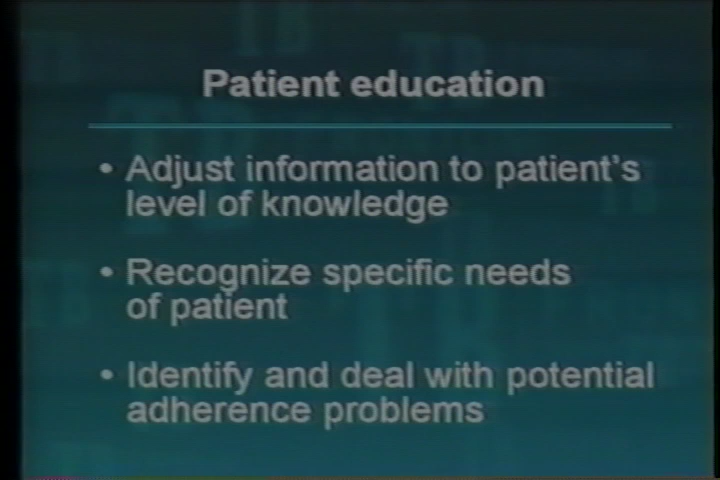 Patient education
• Adjust information to patient's
level of knowledge
• Recognize specific needs
of patient
• Identify and deal with potential
adherence problems